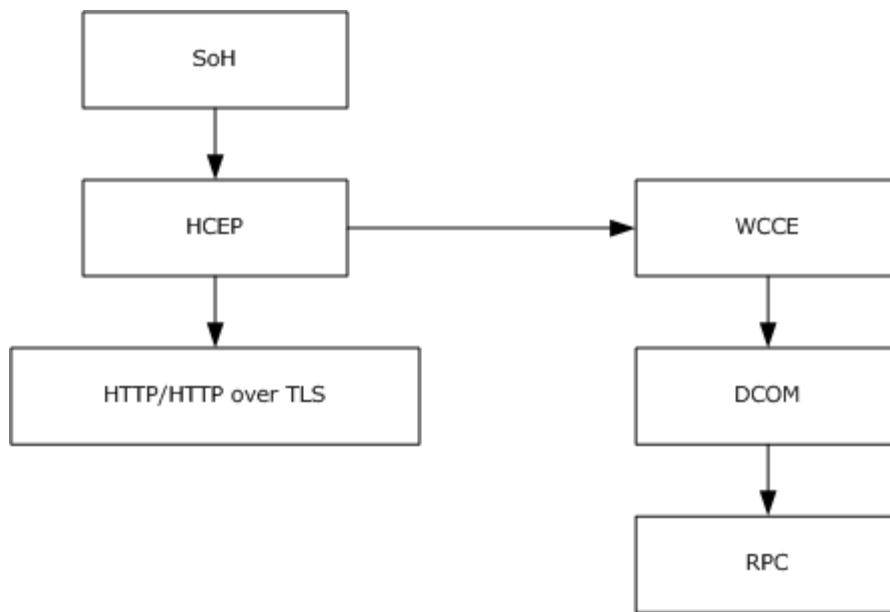 SoH
HCEP
WCCE
HTTP/HTTP over TLS
DCOM
RPC